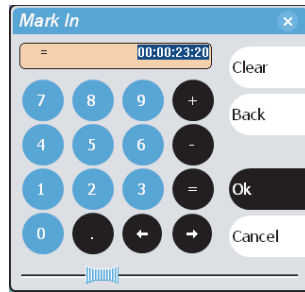 Mark In
= 00:00:23:20
Clear
7 8 9 +
Back
4 5 6 -
1 2 3 =
Ok
0 .
Cancel